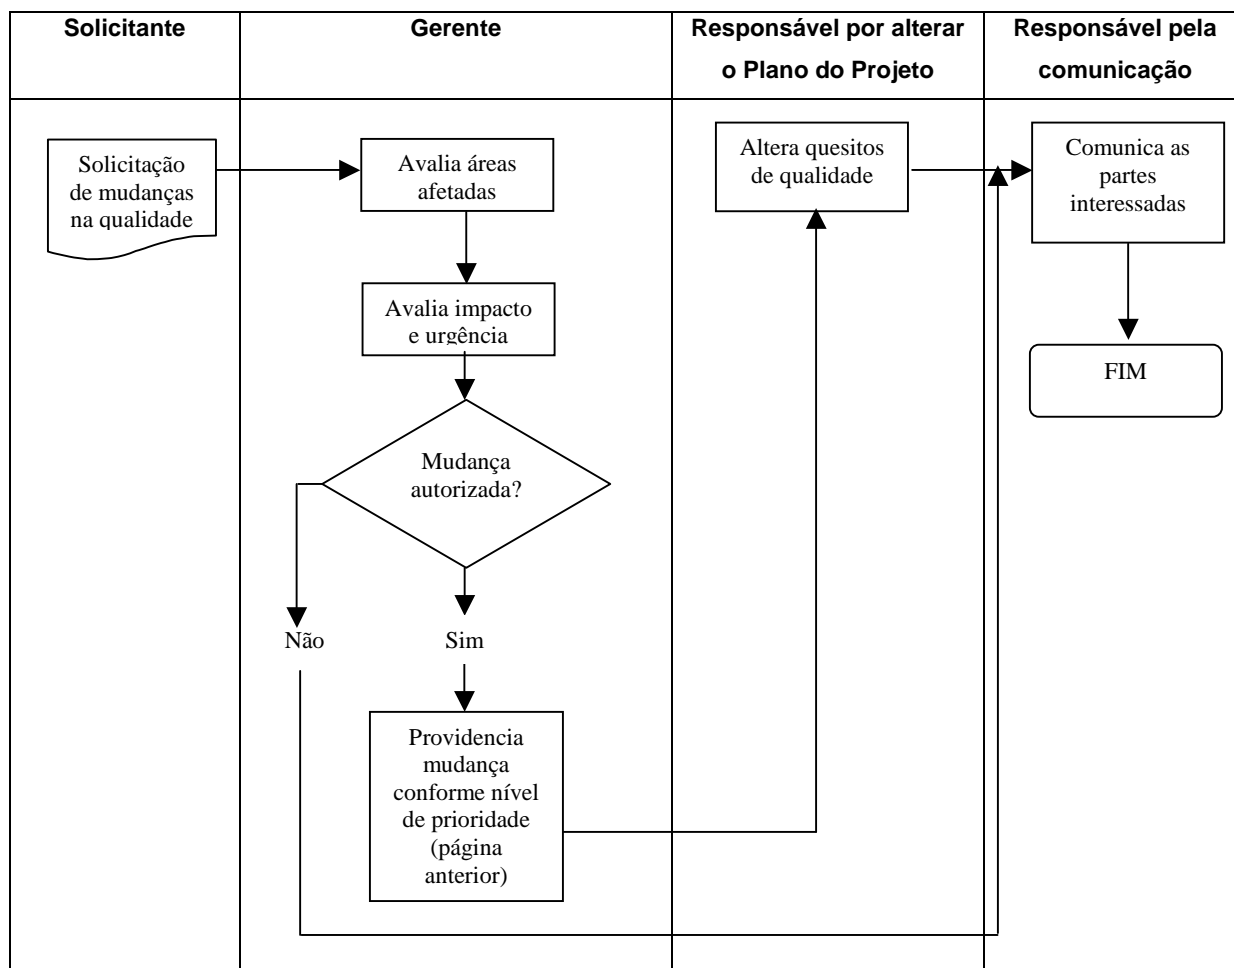 Solicitante
Gerente
Responsável por alterar
o Plano do Projeto
Responsável pela
comunicação
Solicitação
de mudanças
na qualidade
Avalia áreas
afetadas
Altera quesitos
de qualidade
Comunica as
partes
interessadas
Avalia impacto
e urgência
FIM
Mudança
autorizada?
Não
Sim
Providencia
mudança
conforme nível
de prioridade
(página
anterior)